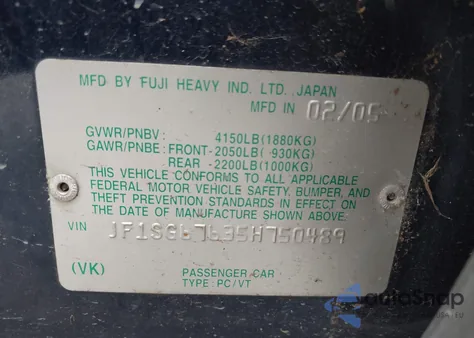 MFD BY FUJI HEAVY IND. LTD. JAPAN
MFD IN 02/05
GVWR/PNBV: 4150LB(1880KG)
GAWR/PNBE: FRONT-2050LB( 930KG)
REAR -2200LB(1000KG)
THIS VEHICLE CONFORMS TO ALL APPLICABLE
FEDERAL MOTOR VEHICLE SAFETY, BUMPER, AND
THEFT PREVENTION STANDARDS IN EFFECT ON
THE DATE OF MANUFACTURE SHOWN ABOVE.
VIN JF1SG67635H750489
(VK) PASSENGER CAR
TYPE: PC/VT
autoSnap